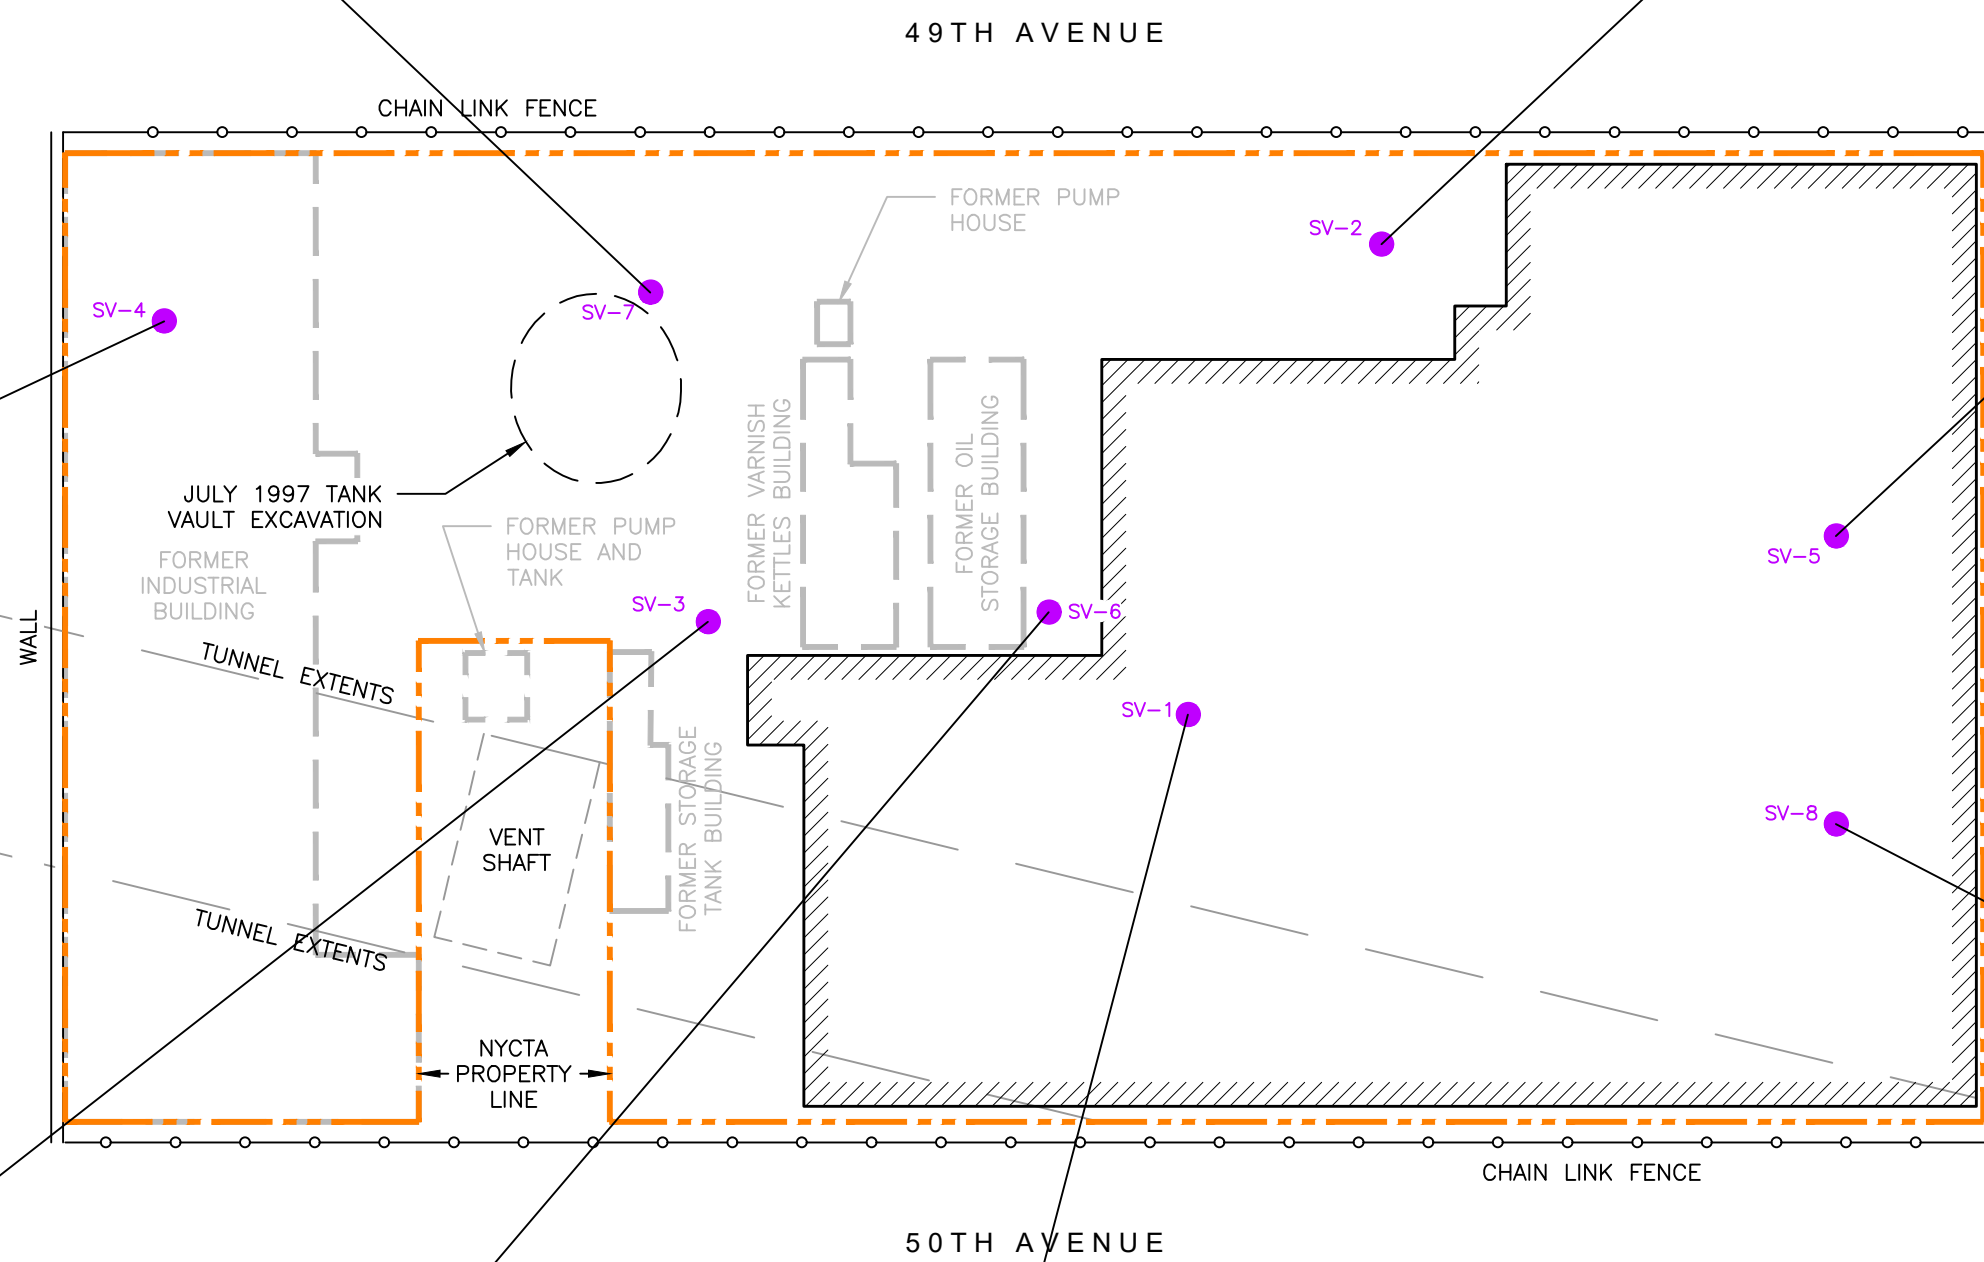 49TH AVENUE
CHAIN LINK FENCE
FORMER PUMP
HOUSE
SV-2
SV-4
SV-7
JULY 1997 TANK
VAULT EXCAVATION
FORMER VARNISH
KETTLES BUILDING
FORMER OIL
STORAGE BUILDING
FORMER PUMP
HOUSE AND
TANK
FORMER
INDUSTRIAL
BUILDING
SV-5
SV-3
SV-6
WALL
TUNNEL EXTENTS
SV-1
FORMER STORAGE
TANK BUILDING
VENT
SHAFT
SV-8
TUNNEL EXTENTS
NYCTA
PROPERTY
LINE
CHAIN LINK FENCE
50TH AVENUE